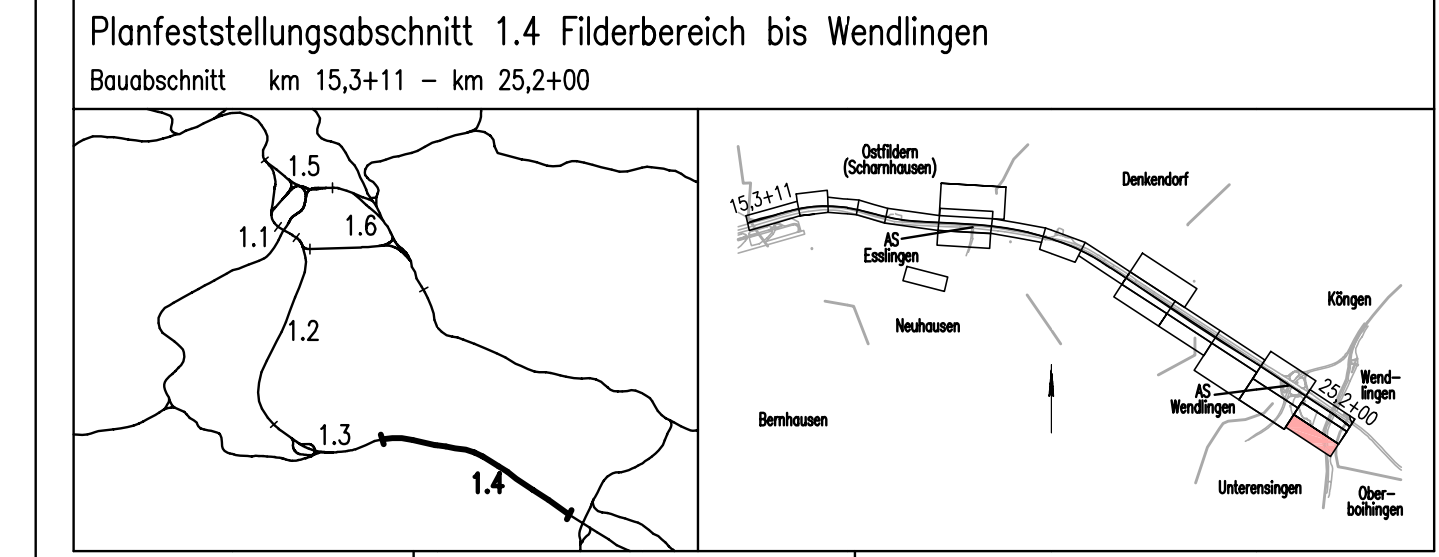 Planfeststellungsabschnitt 1.4 Filderbereich bis Wendlingen
Bauabschnitt km 15,3+11 – km 25,2+00
1.5
1.6
1.1
1.2
1.3
1.4
Ostfildern
(Scharnhausen)
Denkendorf
15,3+11
AS
Esslingen
Neuhausen
Köngen
Wend–
lingen
25,2+00
AS
Wendlingen
Bernhausen
Unterensingen
Ober–
boihingen